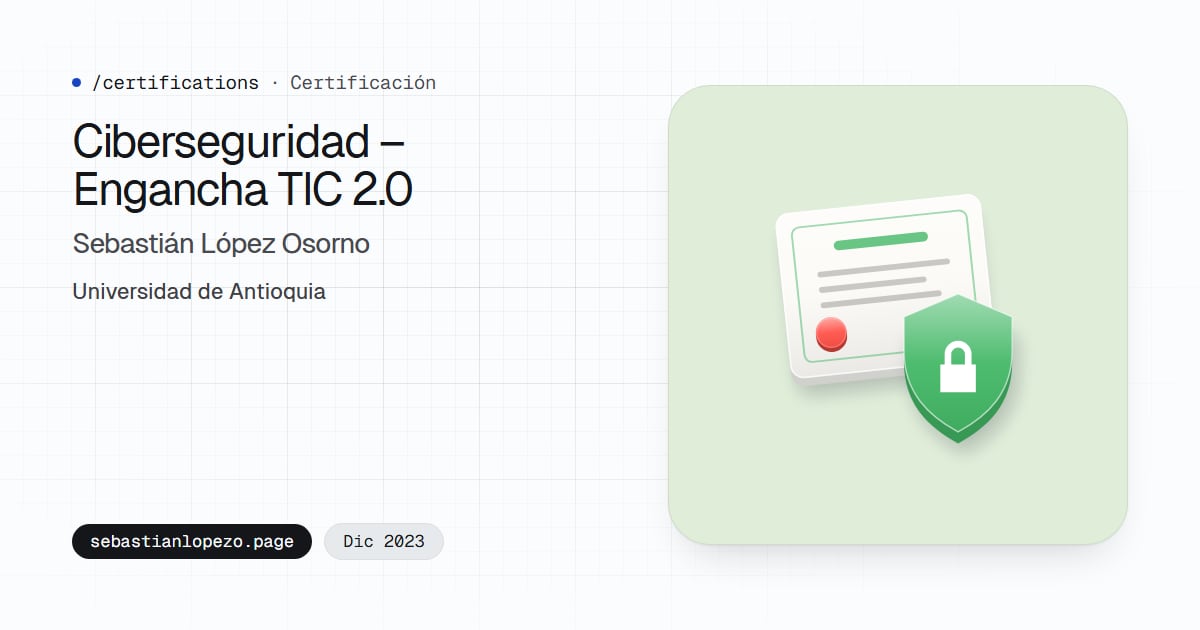 /certifications · Certificación
Ciberseguridad –
Engancha TIC 2.0
Sebastián López Osorno
Universidad de Antioquia
sebastianlopezo.page
Dic 2023